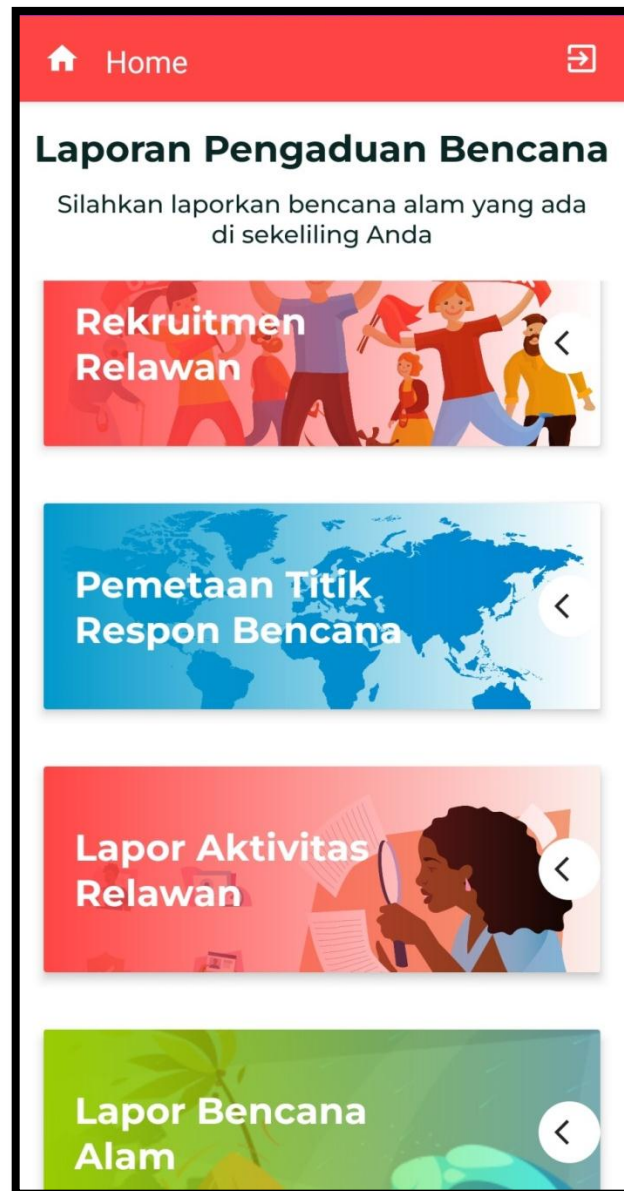 Home
Laporan Pengaduan Bencana
Silahkan laporkan bencana alam yang ada
di sekeliling Anda
Rekruitmen
Relawan
Pemetaan Titik
Respon Bencana
Lapor Aktivitas
Relawan
Lapor Bencana
Alam